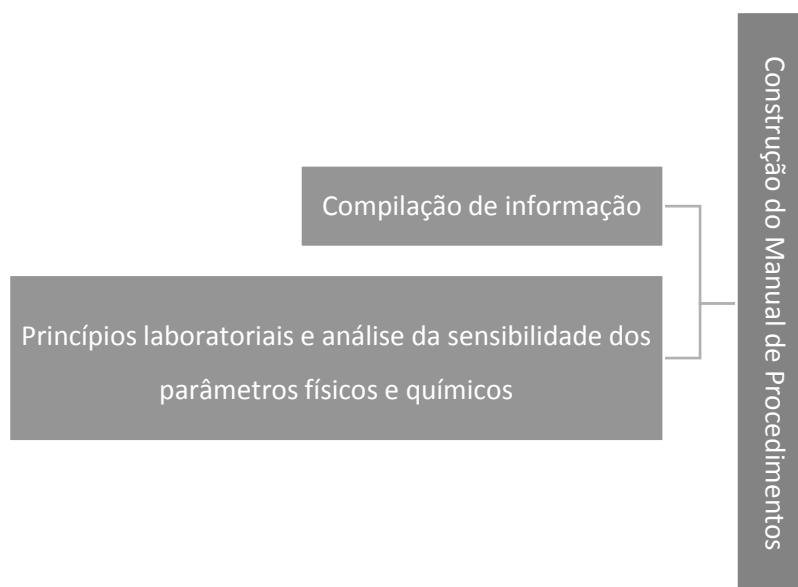 Compilação de informação
Princípios laboratoriais e análise da sensibilidade dos
parâmetros físicos e químicos
Construção do Manual de Procedimentos